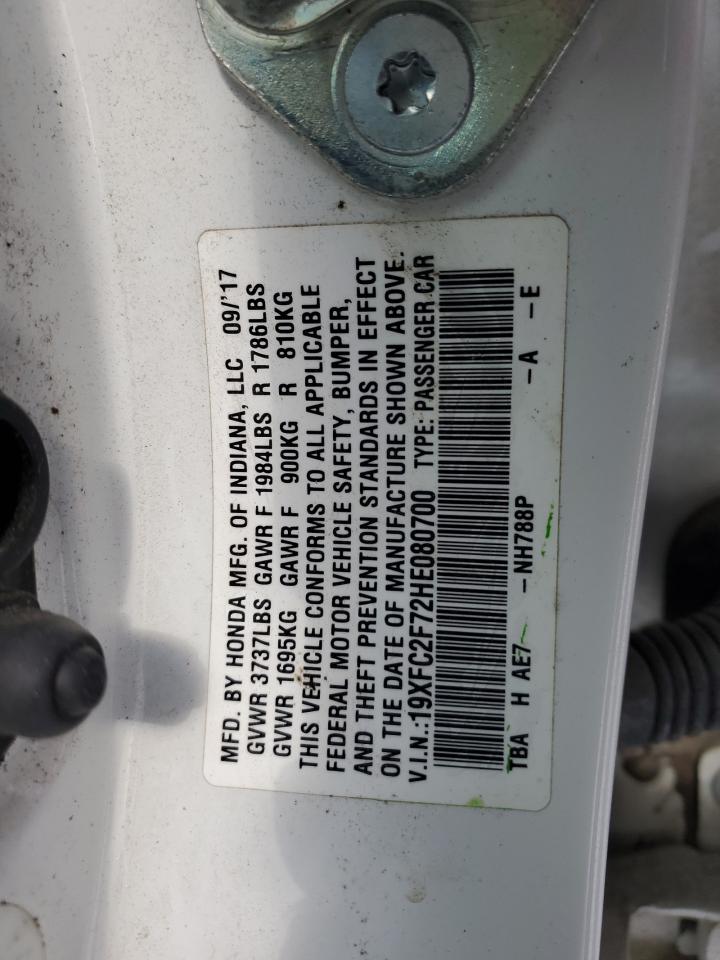 MFD. BY HONDA MFG. OF INDIANA, LLC 09/'17
GVWR 3737LBS GAWR F 1984LBS R 1786LBS
GVWR 1695KG GAWR F 900KG R 810KG
THIS VEHICLE CONFORMS TO ALL APPLICABLE
FEDERAL MOTOR VEHICLE SAFETY, BUMPER,
AND THEFT PREVENTION STANDARDS IN EFFECT
ON THE DATE OF MANUFACTURE SHOWN ABOVE.
V.I.N.:19XFC2F72HE080700 TYPE: PASSENGER CAR
TBA H AE7- -NH788P -A -E